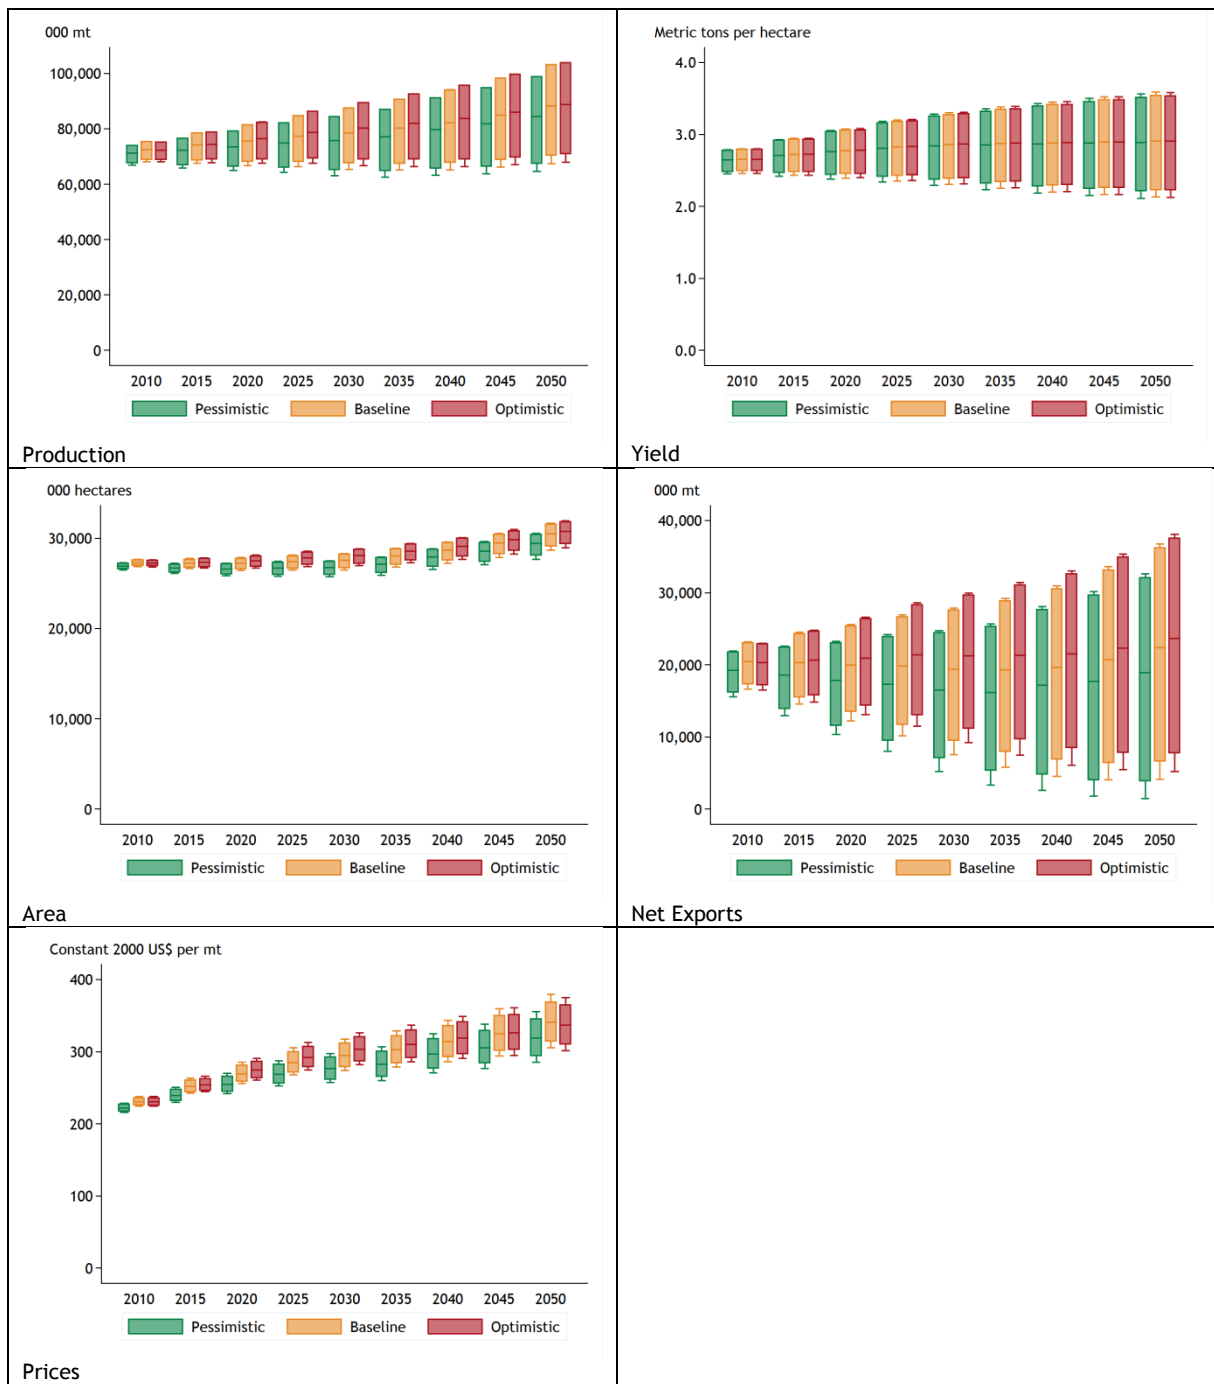 000 mt
100,000
80,000
60,000
40,000
20,000
0
2010 2015 2020 2025 2030 2035 2040 2045 2050
Pessimistic Baseline Optimistic
Production
Metric tons per hectare
4.0
3.0
2.0
1.0
0.0
2010 2015 2020 2025 2030 2035 2040 2045 2050
Pessimistic Baseline Optimistic
Yield
000 hectares
30,000
20,000
10,000
0
2010 2015 2020 2025 2030 2035 2040 2045 2050
Pessimistic Baseline Optimistic
Area
000 mt
40,000
30,000
20,000
10,000
0
2010 2015 2020 2025 2030 2035 2040 2045 2050
Pessimistic Baseline Optimistic
Net Exports
Constant 2000 US$ per mt
400
300
200
100
0
2010 2015 2020 2025 2030 2035 2040 2045 2050
Pessimistic Baseline Optimistic
Prices